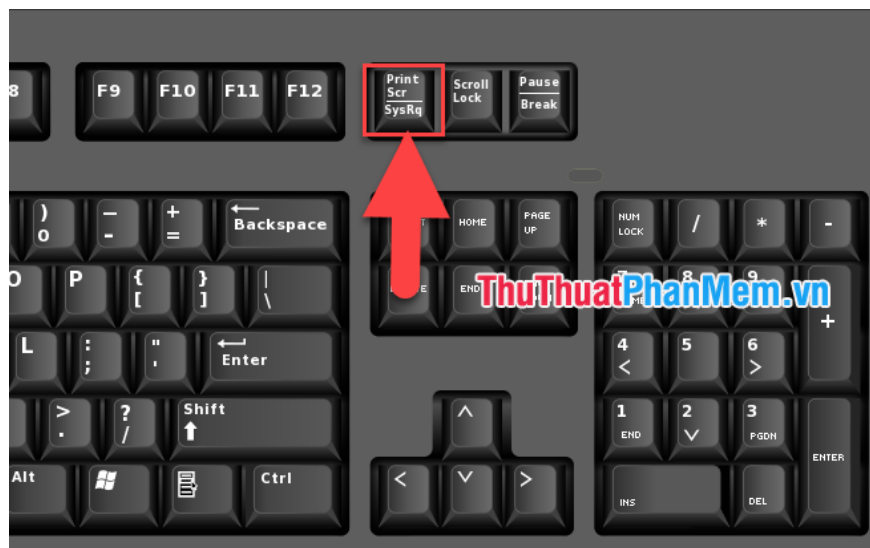 8
F9
F10
F11
F12
Print
Scr
SysRq
Scroll
Lock
Pause
Break
)
0
–
-
+
=
Backspace
HOME
PAGE
UP
NUM
LOCK
/
*
-
O
P
{
[
}
]
|
\
END
ThuThuatPhanMem.vn
7
8
9
+
L
:
;
"
'
Enter
4
<
5
6
>
>
.
?
/
Shift
1
END
2
3
PGDN
ENTER
Alt
Ctrl
INS
DEL